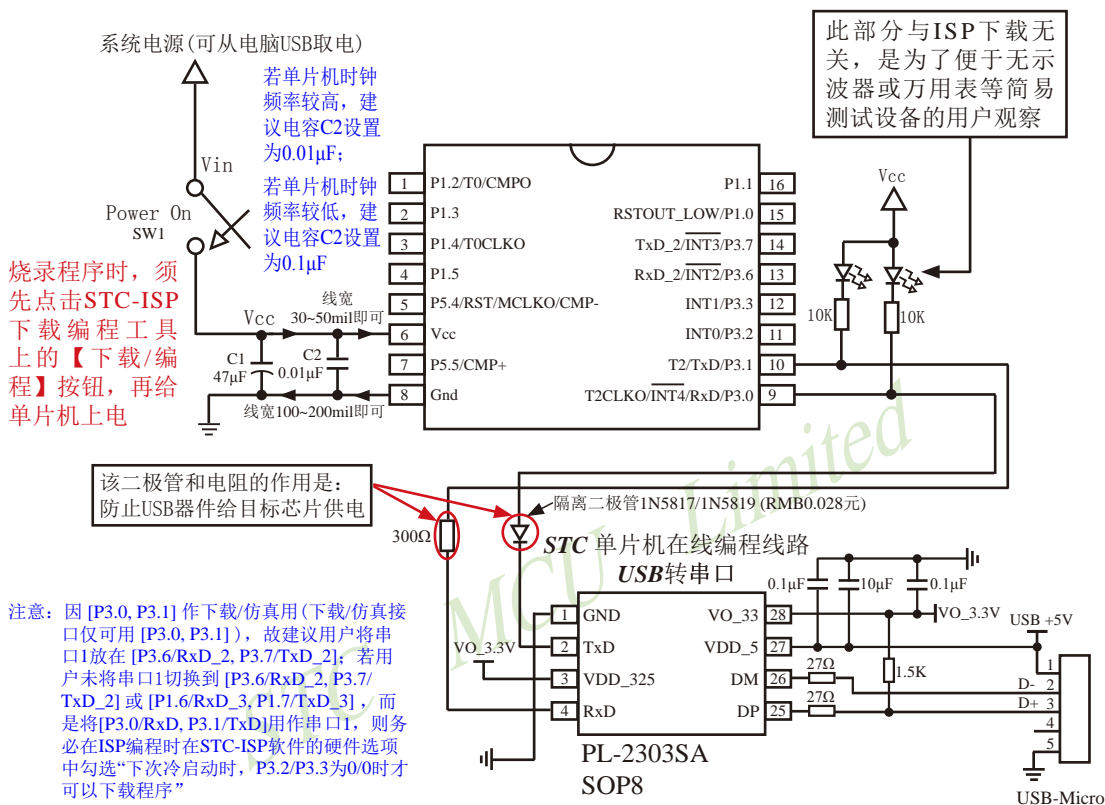 系统电源(可从电脑USB取电)
若单片机时钟
频率较高，建
议电容C2设置
为0.01μF；
若单片机时钟
频率较低，建
议电容C2设置
为0.1μF
此部分与ISP下载无
关，是为了便于无示
波器或万用表等简易
测试设备的用户观察
Vin
Power On
SW1
烧录程序时，须
先点击STC-ISP
下载编程工具
上的【下载/编
程】按钮，再给
单片机上电
Vcc
线宽
30~50mil即可
C1
47μF
C2
0.01μF
线宽100~200mil即可
1 P1.2/T0/CMPO
2 P1.3
3 P1.4/T0CLKO
4 P1.5
5 P5.4/RST/MCLKO/CMP-
6 Vcc
7 P5.5/CMP+
8 Gnd
P1.1 16
RSTOUT_LOW/P1.0 15
TxD_2/INT3/P3.7 14
RxD_2/INT2/P3.6 13
INT1/P3.3 12
INT0/P3.2 11
T2/TxD/P3.1 10
T2CLKO/INT4/RxD/P3.0 9
Vcc
10K
10K
该二极管和电阻的作用是：
防止USB器件给目标芯片供电
300Ω
隔离二极管1N5817/1N5819 (RMB0.028元)
STC 单片机在线编程线路
USB转串口
0.1μF
10μF
0.1μF
VO_3.3V
VO_3.3V
USB +5V
1 GND
2 TxD
3 VDD_325
4 RxD
VO_33 28
VDD_5 27
DM 26
DP 25
27Ω
27Ω
1.5K
D-
D+
1
2
3
4
5
PL-2303SA
SOP8
USB-Micro
注意：因 [P3.0, P3.1] 作下载/仿真用(下载/仿真接
口仅可用 [P3.0, P3.1] )，故建议用户将串
口1放在 [P3.6/RxD_2, P3.7/TxD_2]；若用
户未将串口1切换到 [P3.6/RxD_2, P3.7/
TxD_2] 或 [P1.6/RxD_3, P1.7/TxD_3] ，而
是将[P3.0/RxD, P3.1/TxD]用作串口1，则务
必在ISP编程时在STC-ISP软件的硬件选项
中勾选“下次冷启动时，P3.2/P3.3为0/0时才
可以下载程序”
STC MCU Limited